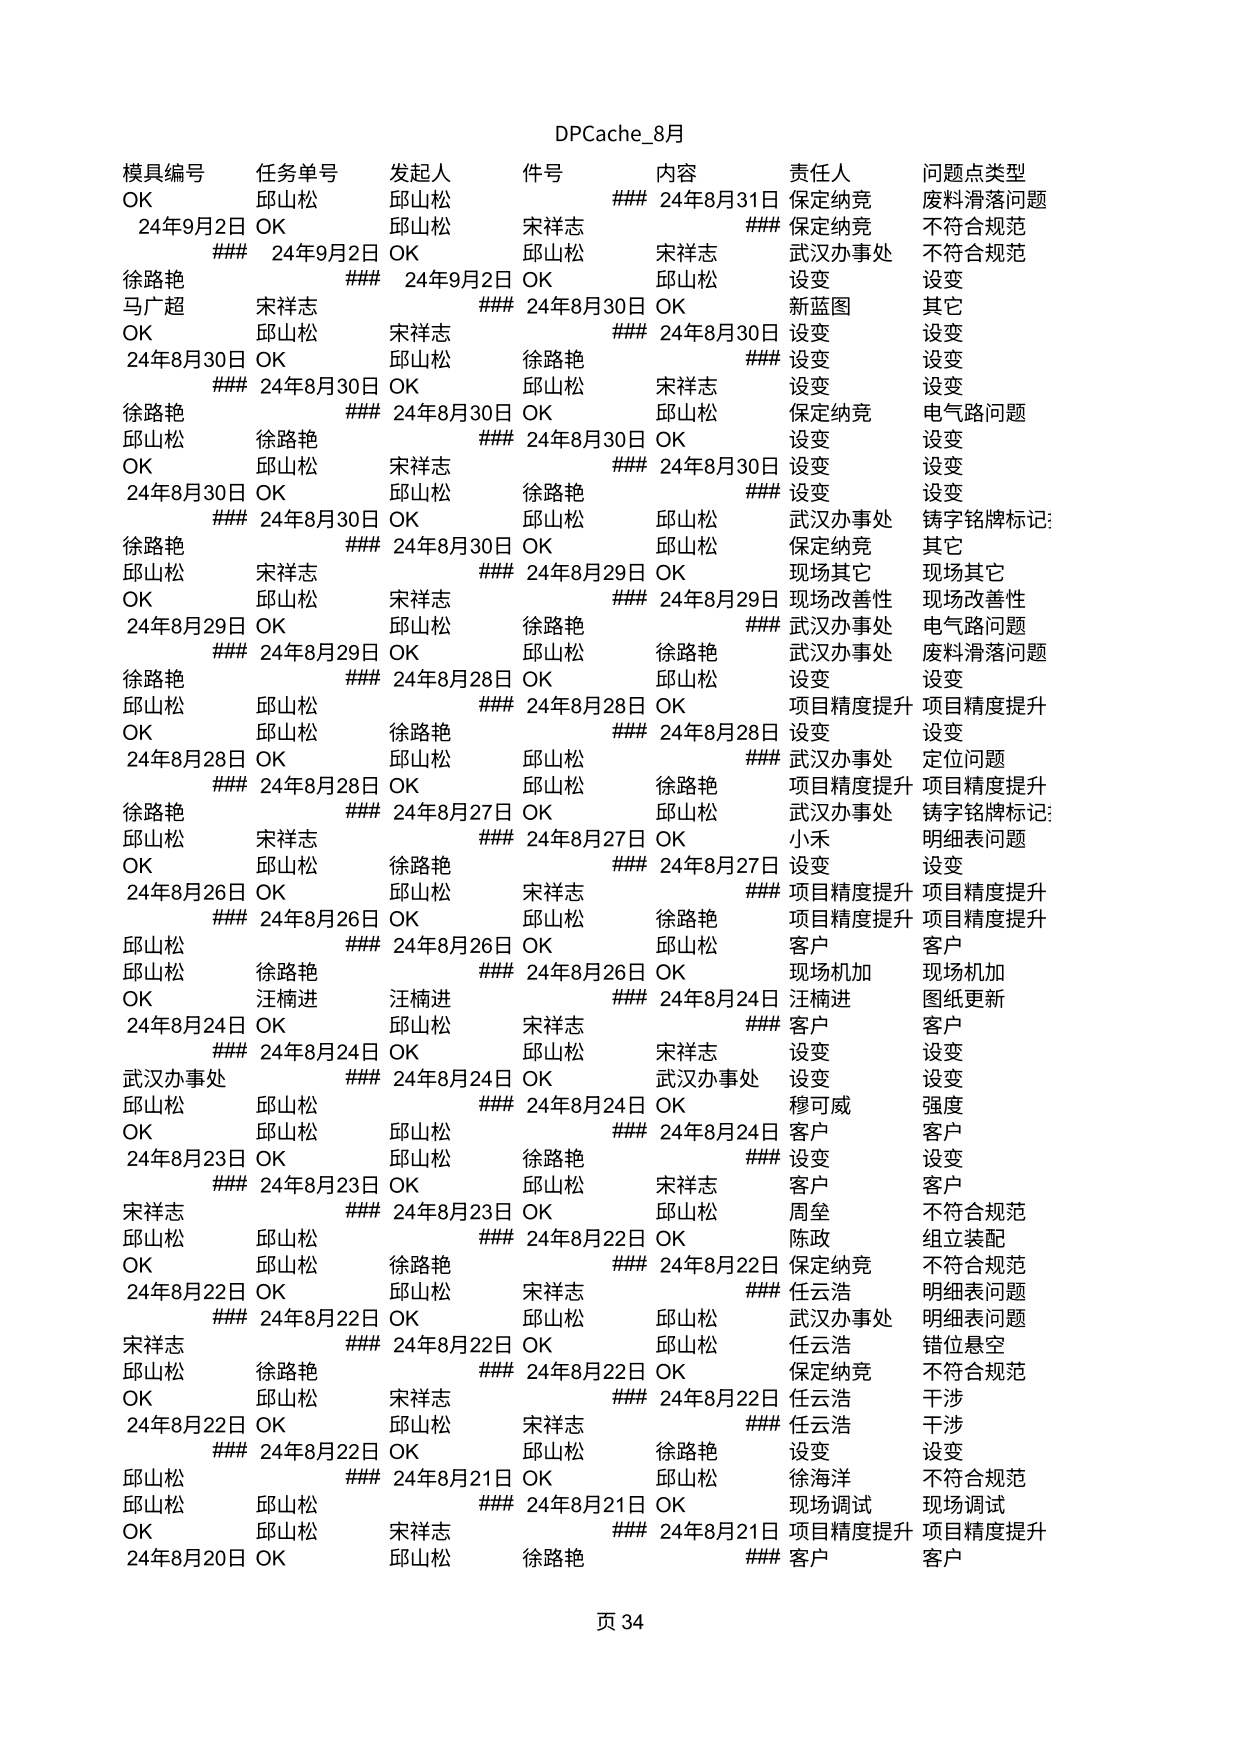 DPCache_8月
模具编号 任务单号 发起人 件号 内容 责任人 问题点类型
OK 邱山松 邱山松 ### 24年8月31日 保定纳竞 废料滑落问题
24年9月2日 OK 邱山松 宋祥志 ### 保定纳竞 不符合规范
### 24年9月2日 OK 邱山松 宋祥志 武汉办事处 不符合规范
徐路艳 ### 24年9月2日 OK 邱山松 设变 设变
马广超 宋祥志 ### 24年8月30日 OK 新蓝图 其它
OK 邱山松 宋祥志 ### 24年8月30日 设变 设变
24年8月30日 OK 邱山松 徐路艳 ### 设变 设变
### 24年8月30日 OK 邱山松 宋祥志 设变 设变
徐路艳 ### 24年8月30日 OK 邱山松 保定纳竞 电气路问题
邱山松 徐路艳 ### 24年8月30日 OK 设变 设变
OK 邱山松 宋祥志 ### 24年8月30日 设变 设变
24年8月30日 OK 邱山松 徐路艳 ### 设变 设变
### 24年8月30日 OK 邱山松 邱山松 武汉办事处 铸字铭牌标记
徐路艳 ### 24年8月30日 OK 邱山松 保定纳竞 其它
邱山松 宋祥志 ### 24年8月29日 OK 现场其它 现场其它
OK 邱山松 宋祥志 ### 24年8月29日 现场改善性 现场改善性
24年8月29日 OK 邱山松 徐路艳 ### 武汉办事处 电气路问题
### 24年8月29日 OK 邱山松 徐路艳 武汉办事处 废料滑落问题
徐路艳 ### 24年8月28日 OK 邱山松 设变 设变
邱山松 邱山松 ### 24年8月28日 OK 项目精度提升 项目精度提升
OK 邱山松 徐路艳 ### 24年8月28日 设变 设变
24年8月28日 OK 邱山松 邱山松 ### 武汉办事处 定位问题
### 24年8月28日 OK 邱山松 徐路艳 项目精度提升 项目精度提升
徐路艳 ### 24年8月27日 OK 邱山松 武汉办事处 铸字铭牌标记
邱山松 宋祥志 ### 24年8月27日 OK 小禾 明细表问题
OK 邱山松 徐路艳 ### 24年8月27日 设变 设变
24年8月26日 OK 邱山松 宋祥志 ### 项目精度提升 项目精度提升
### 24年8月26日 OK 邱山松 徐路艳 项目精度提升 项目精度提升
邱山松 ### 24年8月26日 OK 邱山松 客户 客户
邱山松 徐路艳 ### 24年8月26日 OK 现场机加 现场机加
OK 汪楠进 汪楠进 ### 24年8月24日 汪楠进 图纸更新
24年8月24日 OK 邱山松 宋祥志 ### 客户 客户
### 24年8月24日 OK 邱山松 宋祥志 设变 设变
武汉办事处 ### 24年8月24日 OK 武汉办事处 设变 设变
邱山松 邱山松 ### 24年8月24日 OK 穆可威 强度
OK 邱山松 邱山松 ### 24年8月24日 客户 客户
24年8月23日 OK 邱山松 徐路艳 ### 设变 设变
### 24年8月23日 OK 邱山松 宋祥志 客户 客户
宋祥志 ### 24年8月23日 OK 邱山松 周垒 不符合规范
邱山松 邱山松 ### 24年8月22日 OK 陈政 组立装配
OK 邱山松 徐路艳 ### 24年8月22日 保定纳竞 不符合规范
24年8月22日 OK 邱山松 宋祥志 ### 任云浩 明细表问题
### 24年8月22日 OK 邱山松 邱山松 武汉办事处 明细表问题
宋祥志 ### 24年8月22日 OK 邱山松 任云浩 错位悬空
邱山松 徐路艳 ### 24年8月22日 OK 保定纳竞 不符合规范
OK 邱山松 宋祥志 ### 24年8月22日 任云浩 干涉
24年8月22日 OK 邱山松 宋祥志 ### 任云浩 干涉
### 24年8月22日 OK 邱山松 徐路艳 设变 设变
邱山松 ### 24年8月21日 OK 邱山松 徐海洋 不符合规范
邱山松 邱山松 ### 24年8月21日 OK 现场调试 现场调试
OK 邱山松 宋祥志 ### 24年8月21日 项目精度提升 项目精度提升
24年8月20日 OK 邱山松 徐路艳 ### 客户 客户
页 34